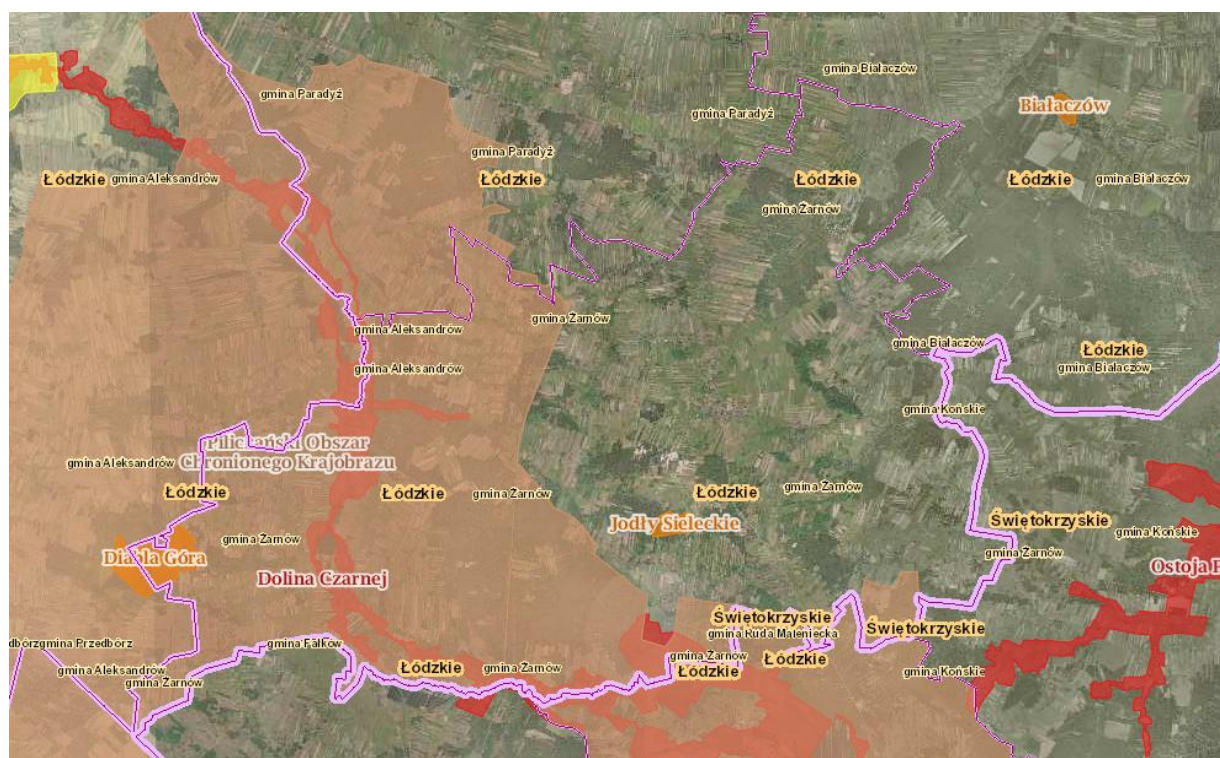 gmina Białaczów
gmina Paradyż
Białaczów
gmina Paradyż
gmina Paradyż
Łódzkie
gmina Aleksandrów
Łódzkie
Łódzkie
Łódzkie
gmina Białaczów
gmina Żarnów
gmina Żarnów
gmina Aleksandrów
gmina Białaczów
Łódzkie
gmina Aleksandrów
gmina Białaczów
gmina Końskie
Piliczański Obszar
Chronionego Krajobrazu
gmina Aleksandrów
Łódzkie
Łódzkie
gmina Żarnów
Łódzkie
gmina Żarnów
Jodły Sieleckie
Świętokrzyskie
gmina Końskie
gmina Żarnów
gmina Żarnów
Diabla Góra
Dolina Czarnej
Ostoja
Świętokrzyskie
gmina Ruda Maleniecka
Świętokrzyskie
gmina Przedbórz
gmina Fałków
gmina Żarnów
Łódzkie
Łódzkie
gmina Żarnów
Łódzkie
gmina Końskie
gmina Aleksandrów
gmina Żarnów